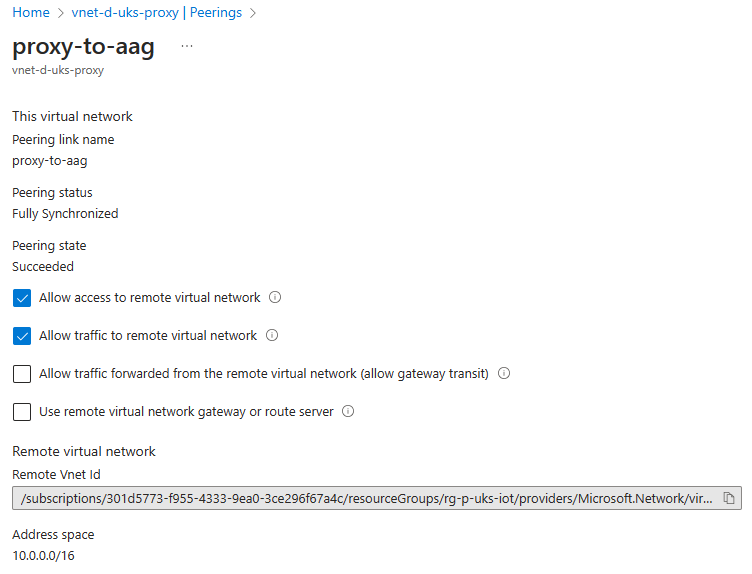 Home > vnet-d-uks-proxy | Peerings >
proxy-to-aag ...
vnet-d-uks-proxy
This virtual network
Peering link name
proxy-to-aag
Peering status
Fully Synchronized
Peering state
Succeeded
Allow access to remote virtual network
Allow traffic to remote virtual network
Allow traffic forwarded from the remote virtual network (allow gateway transit)
Use remote virtual network gateway or route server
Remote virtual network
Remote Vnet Id
/subscriptions/301d5773-f955-4333-9ea0-3ce296f67a4c/resourceGroups/rg-p-uks-iot/providers/Microsoft.Network/vir...
Address space
10.0.0.0/16